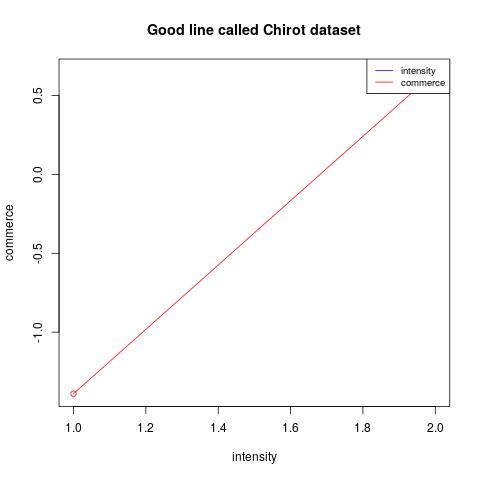 Good line called Chirot dataset
intensity
commerce
commerce
0.5
0.0
-0.5
-1.0
1.0 1.2 1.4 1.6 1.8 2.0
intensity